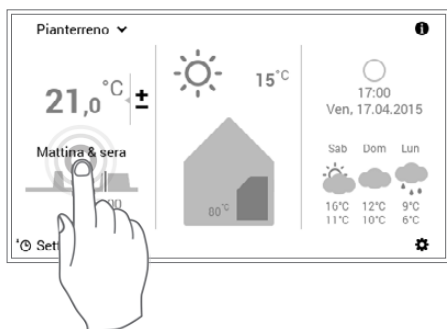 Pianterreno
21,0 °C ±
Mattina & sera
15°C
80°C
17:00
Ven, 17.04.2015
Sab Dom Lun
16°C 12°C 9°C
11°C 10°C 6°C